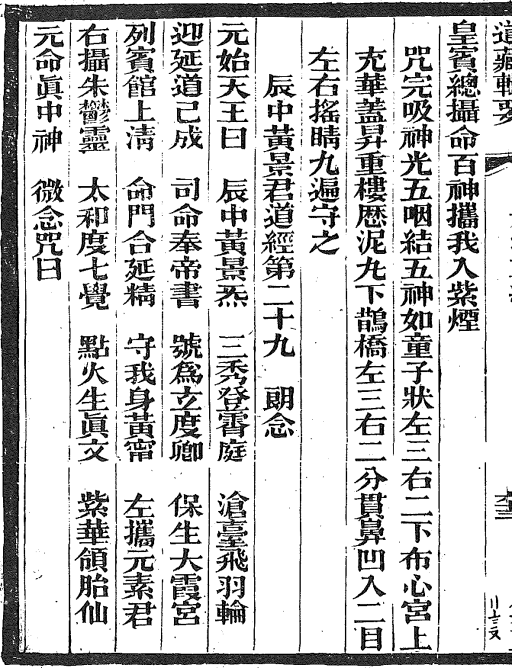 道藏輯要
皇賓總攝命百神攜我入紫煙
咒完吸神光五咽結五神如童子狀左三右二下布心宮上
充華蓋昇重樓歷泥丸下鵲橋左三右二分貫鼻凹入二目
左右搖睛九遍守之
辰中黃景君道經第二十九 朗念
元始天王曰 辰中黃景炁 三秀登霄庭 滄臺飛羽輪
迎延道已成 司命奉帝書 號為立度卿 保生大霞宮
列賓館上清 命門合延精 守我身黃甯 左攜元素君
右攝朱鬱靈 太和度七覺 點火生眞文 紫華領胎仙
元命眞中神 微念咒曰